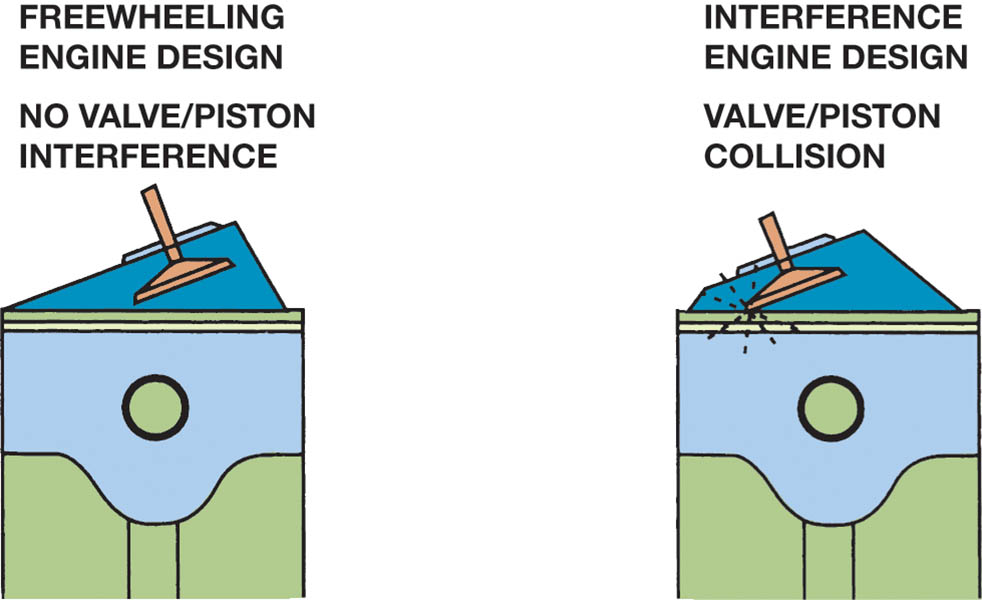 FREEWHEELING
ENGINE DESIGN
NO VALVE/PISTON
INTERFERENCE
INTERFERENCE
ENGINE DESIGN
VALVE/PISTON
COLLISION